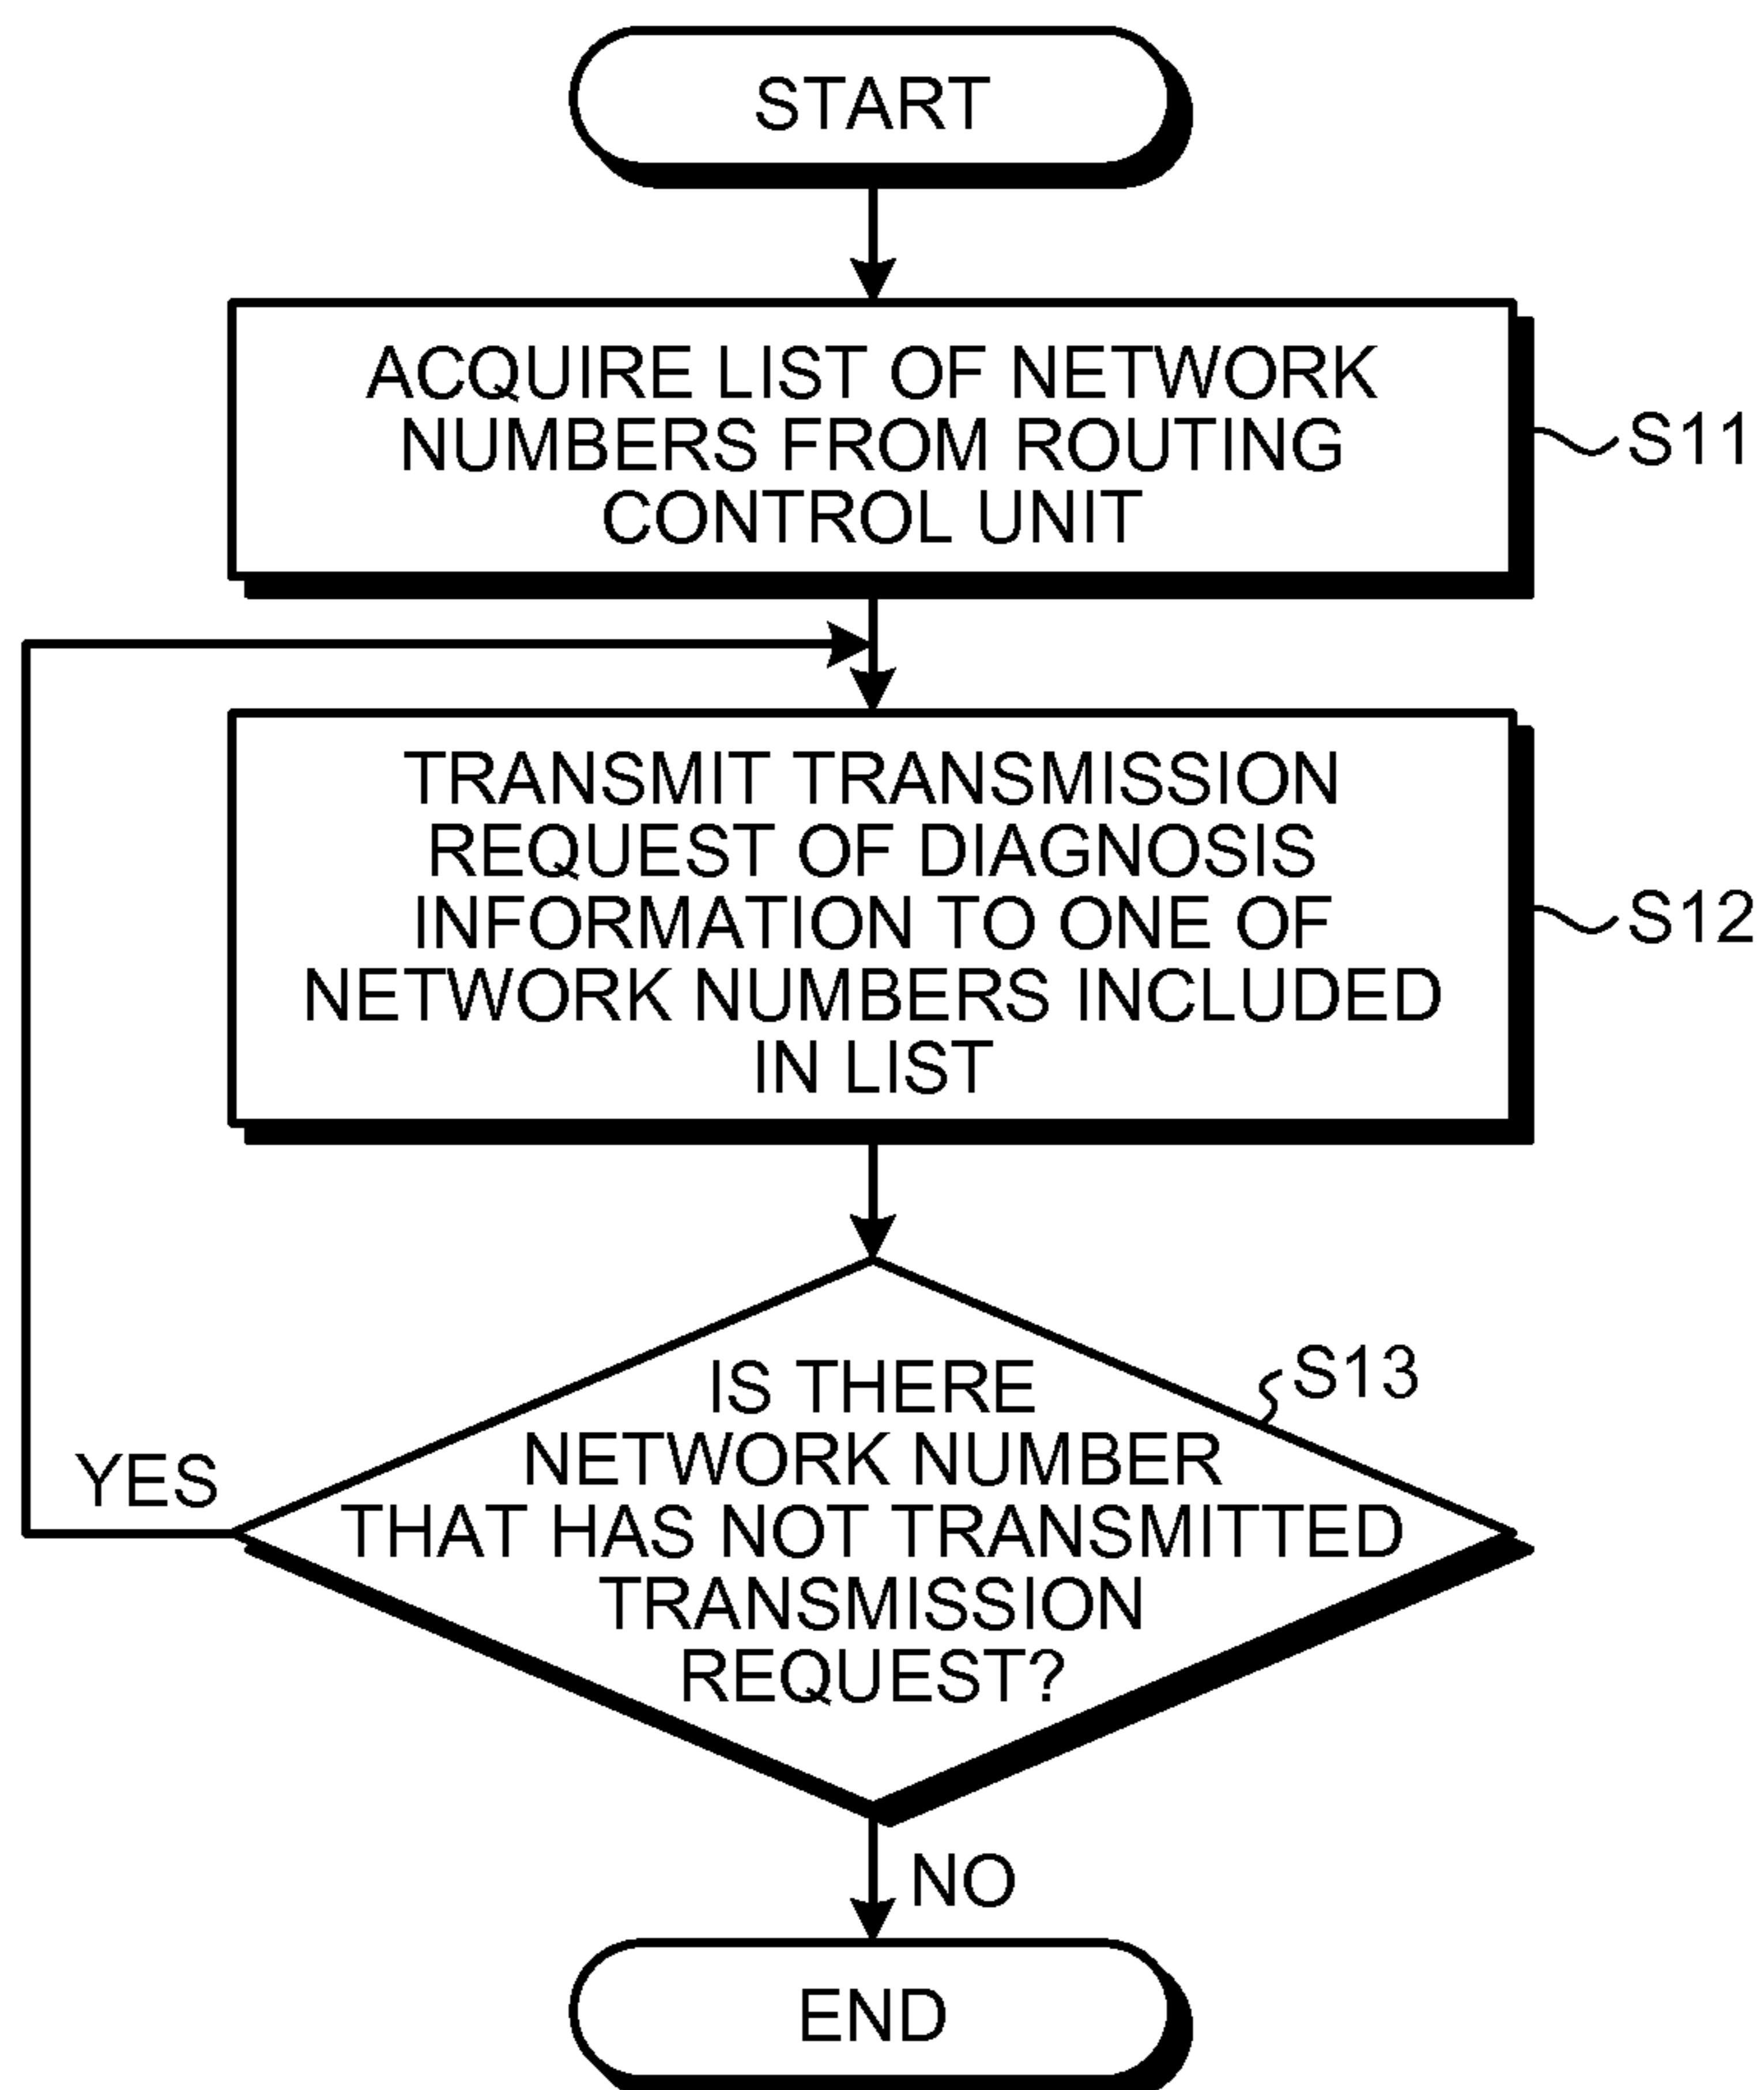 START
ACQUIRE LIST OF NETWORK
NUMBERS FROM ROUTING
CONTROL UNIT
S11
TRANSMIT TRANSMISSION
REQUEST OF DIAGNOSIS
INFORMATION TO ONE OF
NETWORK NUMBERS INCLUDED
IN LIST
S12
IS THERE
NETWORK NUMBER
THAT HAS NOT TRANSMITTED
TRANSMISSION
REQUEST?
S13
YES
NO
END